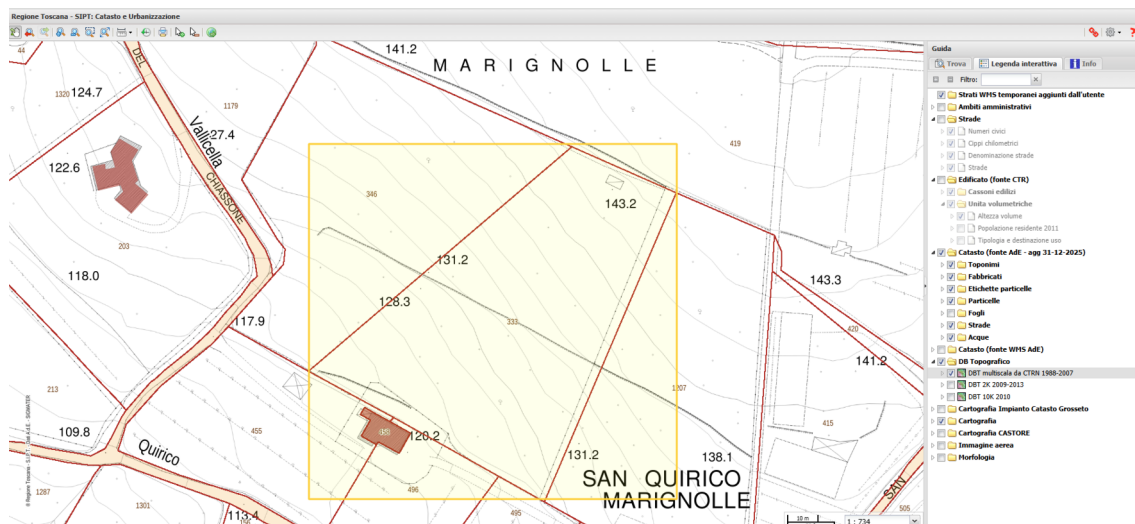 Regione Toscana - SIPT: Catasto e Urbanizzazione
Guida
Trova
Legenda interattiva
Info
Filtro:
Strati WMS temporanei aggiunti dall'utente
Ambiti amministrativi
Strade
Numeri civici
Cippi chilometrici
Denominazione strade
Strade
Edificato (fonte CTR)
Cassoni edilizi
Unita volumetriche
Altezza volume
Popolazione residente 2011
Tipologia e destinazione uso
Catasto (fonte AdE - agg 31-12-2025)
Toponimi
Fabbricati
Etichette particelle
Particelle
Fogli
Strade
Acque
Catasto (fonte WMS AdE)
DB Topografico
DBT multiscala da CTRN 1988-2007
DBT 2K 2009-2013
DBT 10K 2010
Cartografia Impianto Catasto Grosseto
Cartografia
Cartografia CASTORE
Immagine aerea
Morfologia
44
141.2
MARIGNOLLE
DEL
1320
124.7
1179
Vallicella
27.4
419
122.6
346
143.2
CHIASSONE
203
131.2
118.0
128.3
143.3
117.9
333
420
141.2
213
1207
109.8
455
458
120.2
415
Quirico
131.2
138.1
SAN QUIRICO
MARIGNOLLE
1287
496
SAN
1301
495
505
113.4
10 m
1 : 734